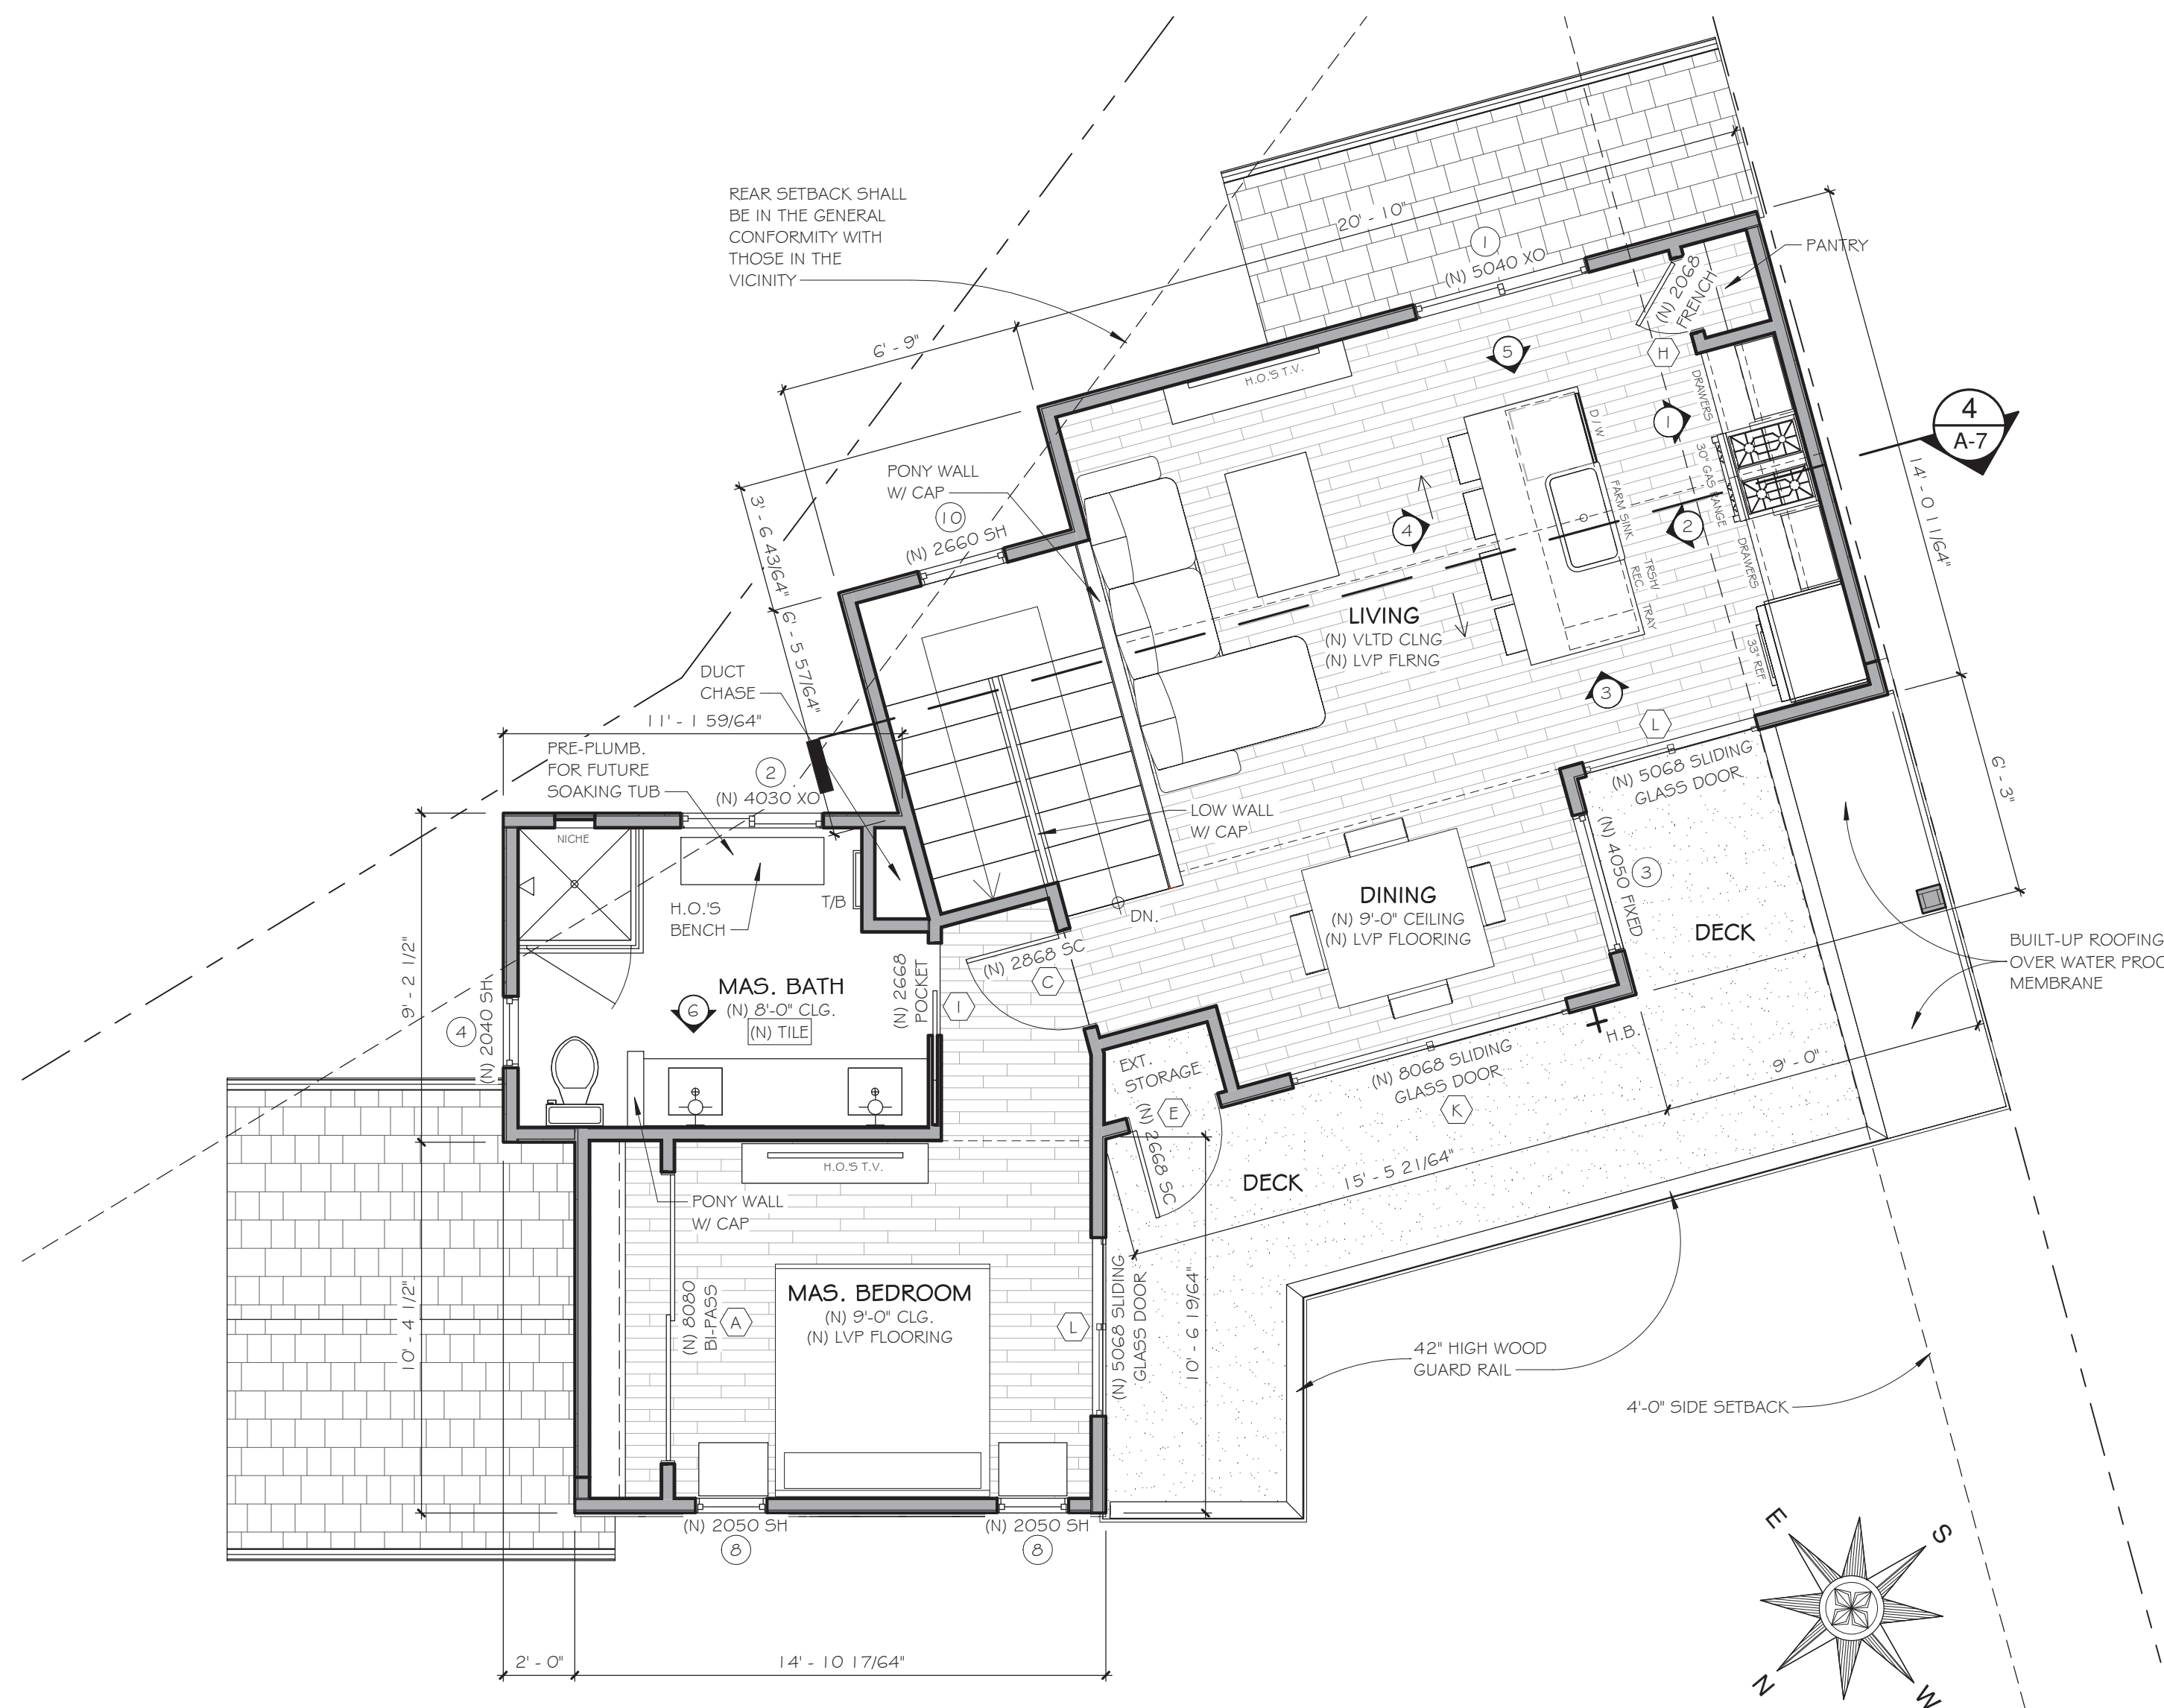 REAR SETBACK SHALL
BE IN THE GENERAL
CONFORMITY WITH
THOSE IN THE
VICINITY
20' - 10"
1
(N) 5040 XO
PANTRY
(N) 2068
FRENCH
H
6' - 9"
H.O.'S T.V.
5
DRAWERS
1
4
A-7
D / W
30" GAS RANGE
FARM SINK
2
4
DRAWERS
14' - 0 11/64"
PONY WALL
W/ CAP
10
(N) 2660 SH
3' - 6 43/64"
LIVING
(N) VLTD CLNG
(N) LVP FLRNG
TRSH/
REC.
TRAY
33" REF.
3
6' - 5 57/64"
DUCT
CHASE
11' - 1 59/64"
L
(N) 5068 SLIDING
GLASS DOOR
6' - 3"
PRE-PLUMB.
FOR FUTURE
SOAKING TUB
2
(N) 4030 XO
LOW WALL
W/ CAP
NICHE
(N) 4050 FIXED
3
T/B
H.O.'S
BENCH
DN.
DINING
(N) 9'-0" CEILING
(N) LVP FLOORING
DECK
BUILT-UP ROOFING
OVER WATER PROO
MEMBRANE
9' - 2 1/2"
MAS. BATH
(N) 8'-0" CLG.
(N) TILE
6
(N) 2668
POCKET
I
(N) 2868 SC
C
4
(N) 2040 SH
H.B.
(N) 8068 SLIDING
GLASS DOOR
K
9' - 0"
EXT.
STORAGE
E
(N) 2668 SC
H.O.'S T.V.
DECK
15' - 5 21/64"
PONY WALL
W/ CAP
10' - 4 1/2"
(N) 8080
BI-PASS
A
MAS. BEDROOM
(N) 9'-0" CLG.
(N) LVP FLOORING
L
(N) 5068 SLIDING
GLASS DOOR
10' - 6 19/64"
42" HIGH WOOD
GUARD RAIL
4'-0" SIDE SETBACK
(N) 2050 SH
8
(N) 2050 SH
8
E
S
N
W
2' - 0"
14' - 10 17/64"